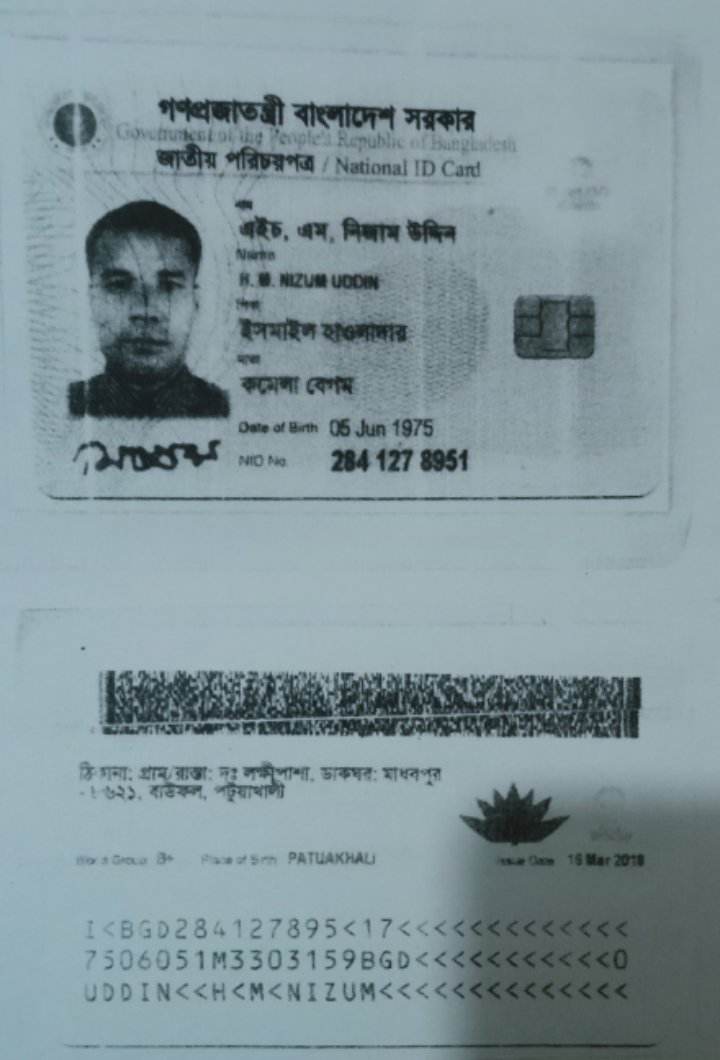 গণপ্রজাতন্ত্রী বাংলাদেশ সরকার
Government of the People's Republic of Bangladesh
জাতীয় পরিচয়পত্র / National ID Card
নাম
এইচ, এম, নিজাম উদ্দিন
Name
H. M. NIZUM UDDIN
পিতা
ইসমাইল হাওলাদার
মাতা
কমেলা বেগম
Date of Birth 05 Jun 1975
NID No. 284 127 8951
ঠিকানা: গ্রাম/রাস্তা: দঃ লক্ষীপাশা, ডাকঘর: মাধবপুর
বাউফল, পটুয়াখালী
Blood Group: B+ Place of Birth: PATUAKHALI Issue Date: 2018
I<BGD284127895<17<<<<<<<<<<<<<
7506051M3303159BGD<<<<<<<<<<<0
UDDIN<<H<M<NIZUM<<<<<<<<<<<<<<